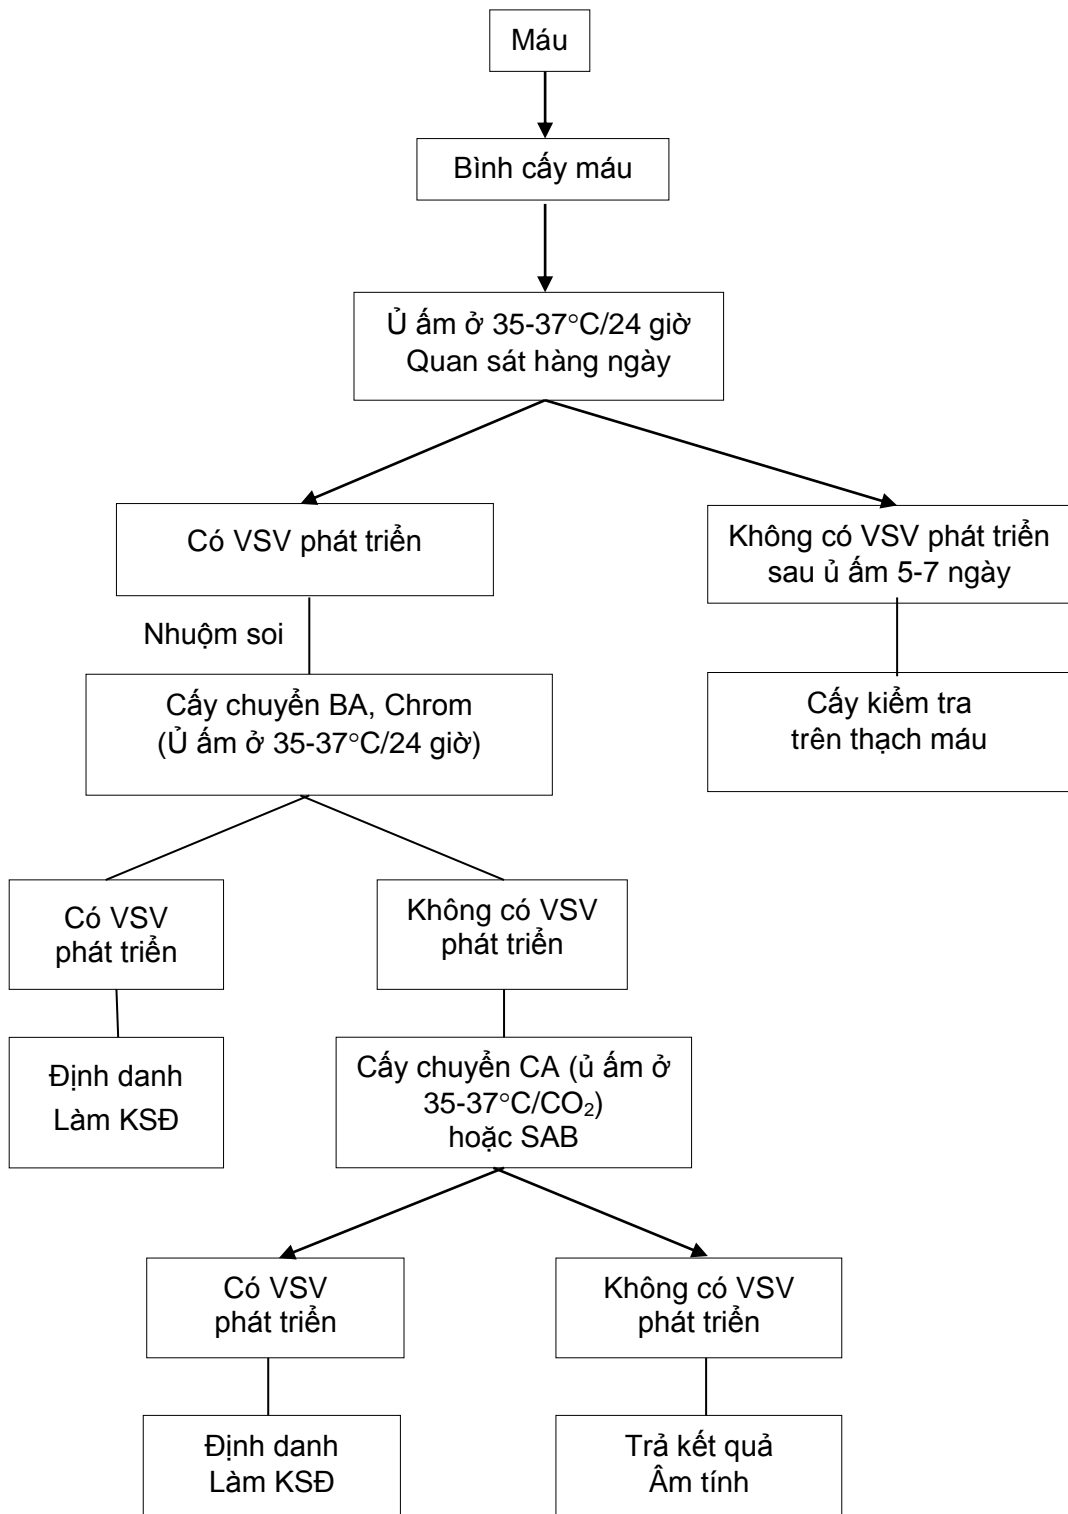 Máu
Bình cấy máu
Ủ ấm ở 35-37°C/24 giờ
Quan sát hàng ngày
Có VSV phát triển
Không có VSV phát triển
sau ủ ấm 5-7 ngày
Nhuộm soi
Cấy chuyển BA, Chrom
(Ủ ấm ở 35-37°C/24 giờ)
Cấy kiểm tra
trên thạch máu
Có VSV
phát triển
Không có VSV
phát triển
Định danh
Làm KSĐ
Cấy chuyển CA (ủ ấm ở
35-37°C/CO₂)
hoặc SAB
Có VSV
phát triển
Không có VSV
phát triển
Định danh
Làm KSĐ
Trả kết quả
Âm tính